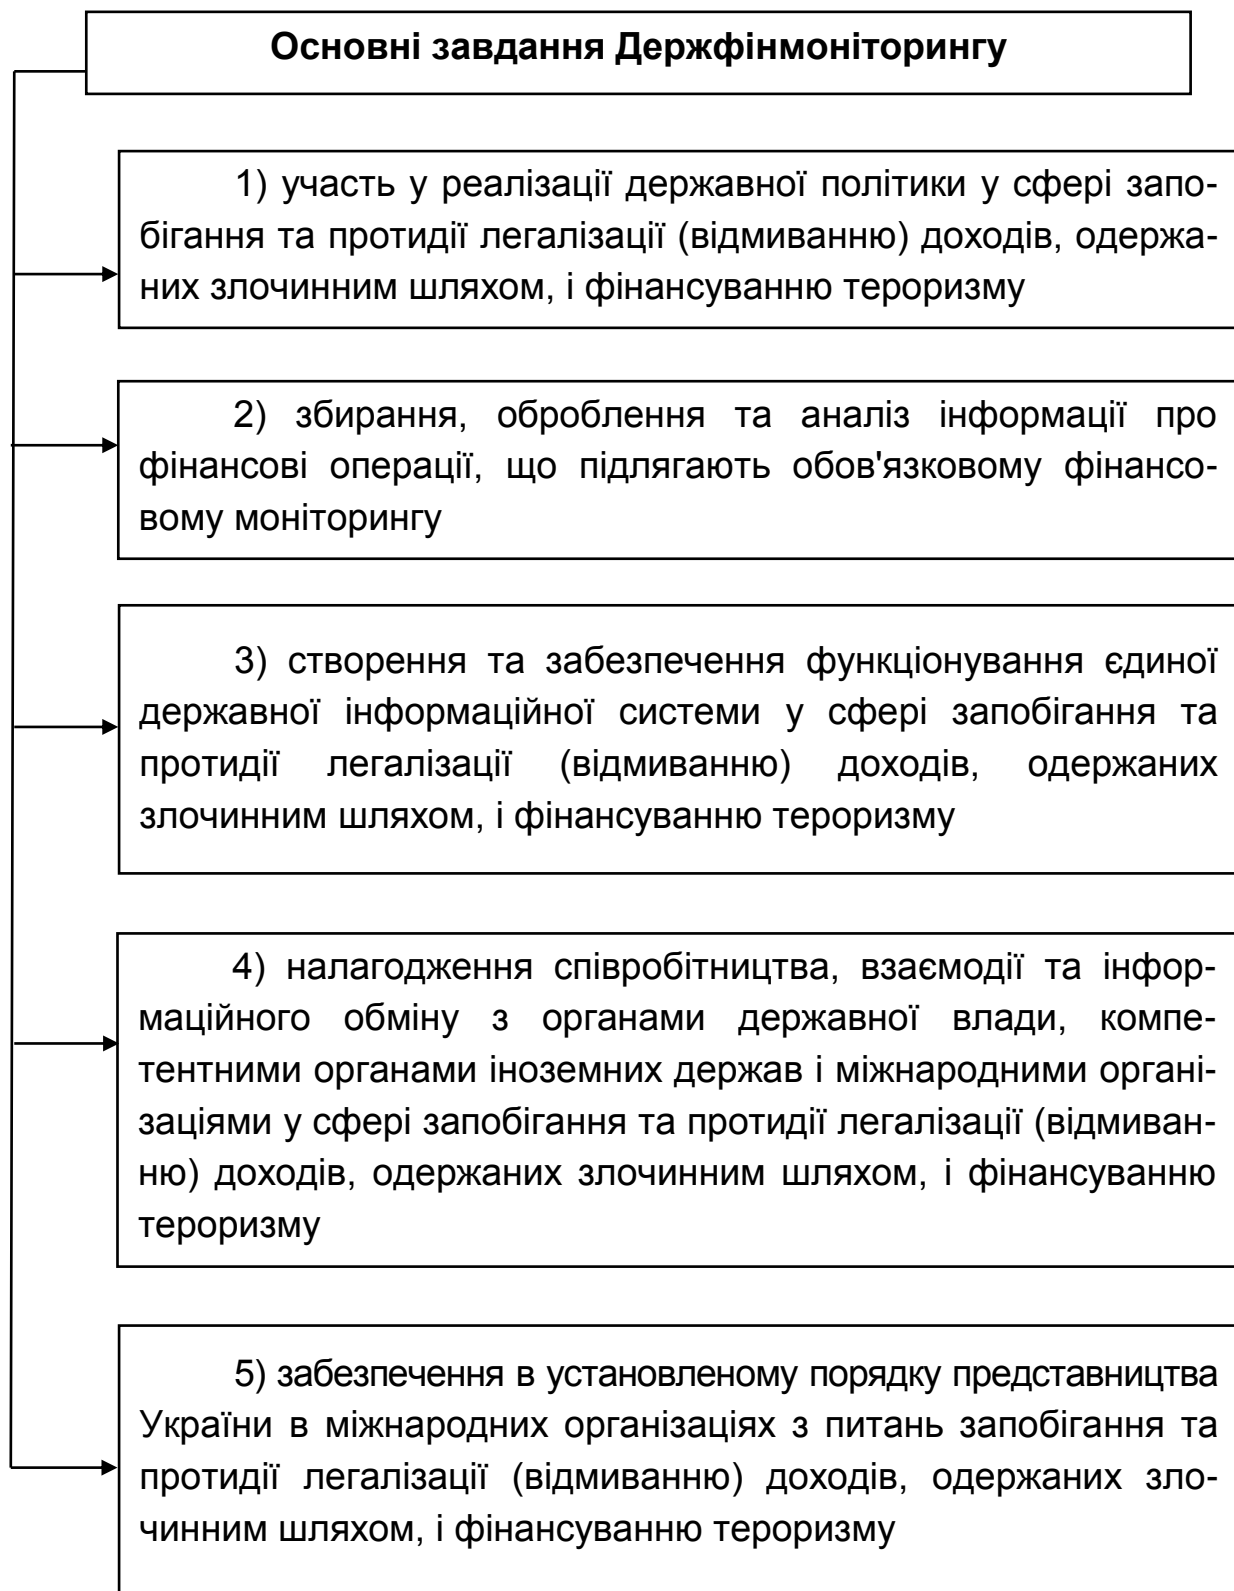 Основні завдання Держфінмоніторингу
1) участь у реалізації державної політики у сфері запо-
бігання та протидії легалізації (відмиванню) доходів, одержа-
них злочинним шляхом, і фінансуванню тероризму
2) збирання, оброблення та аналіз інформації про
фінансові операції, що підлягають обов'язковому фінансо-
вому моніторингу
3) створення та забезпечення функціонування єдиної
державної інформаційної системи у сфері запобігання та
протидії легалізації (відмиванню) доходів, одержаних
злочинним шляхом, і фінансуванню тероризму
4) налагодження співробітництва, взаємодії та інфор-
маційного обміну з органами державної влади, компе-
тентними органами іноземних держав і міжнародними органі-
заціями у сфері запобігання та протидії легалізації (відмиван-
ню) доходів, одержаних злочинним шляхом, і фінансуванню
тероризму
5) забезпечення в установленому порядку представництва
України в міжнародних організаціях з питань запобігання та
протидії легалізації (відмиванню) доходів, одержаних зло-
чинним шляхом, і фінансуванню тероризму